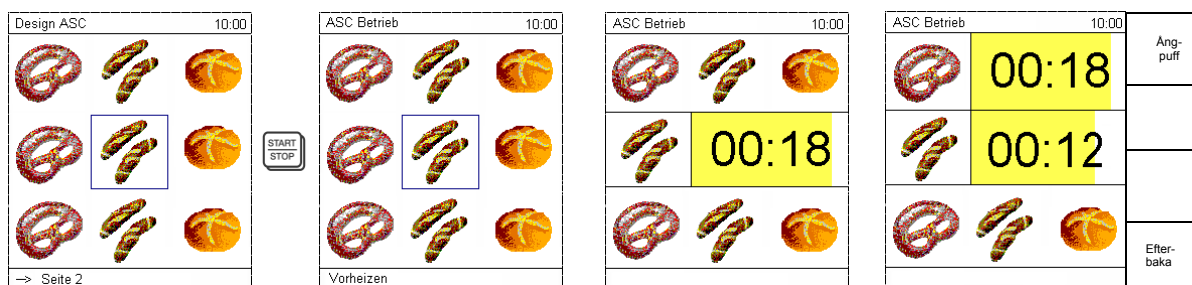 Design ASC 10:00
→ Seite 2
START
STOP
ASC Betrieb 10:00
Vorheizen
ASC Betrieb 10:00
00:18
ASC Betrieb 10:00
00:18
00:12
Ång-
puff
Efter-
baka